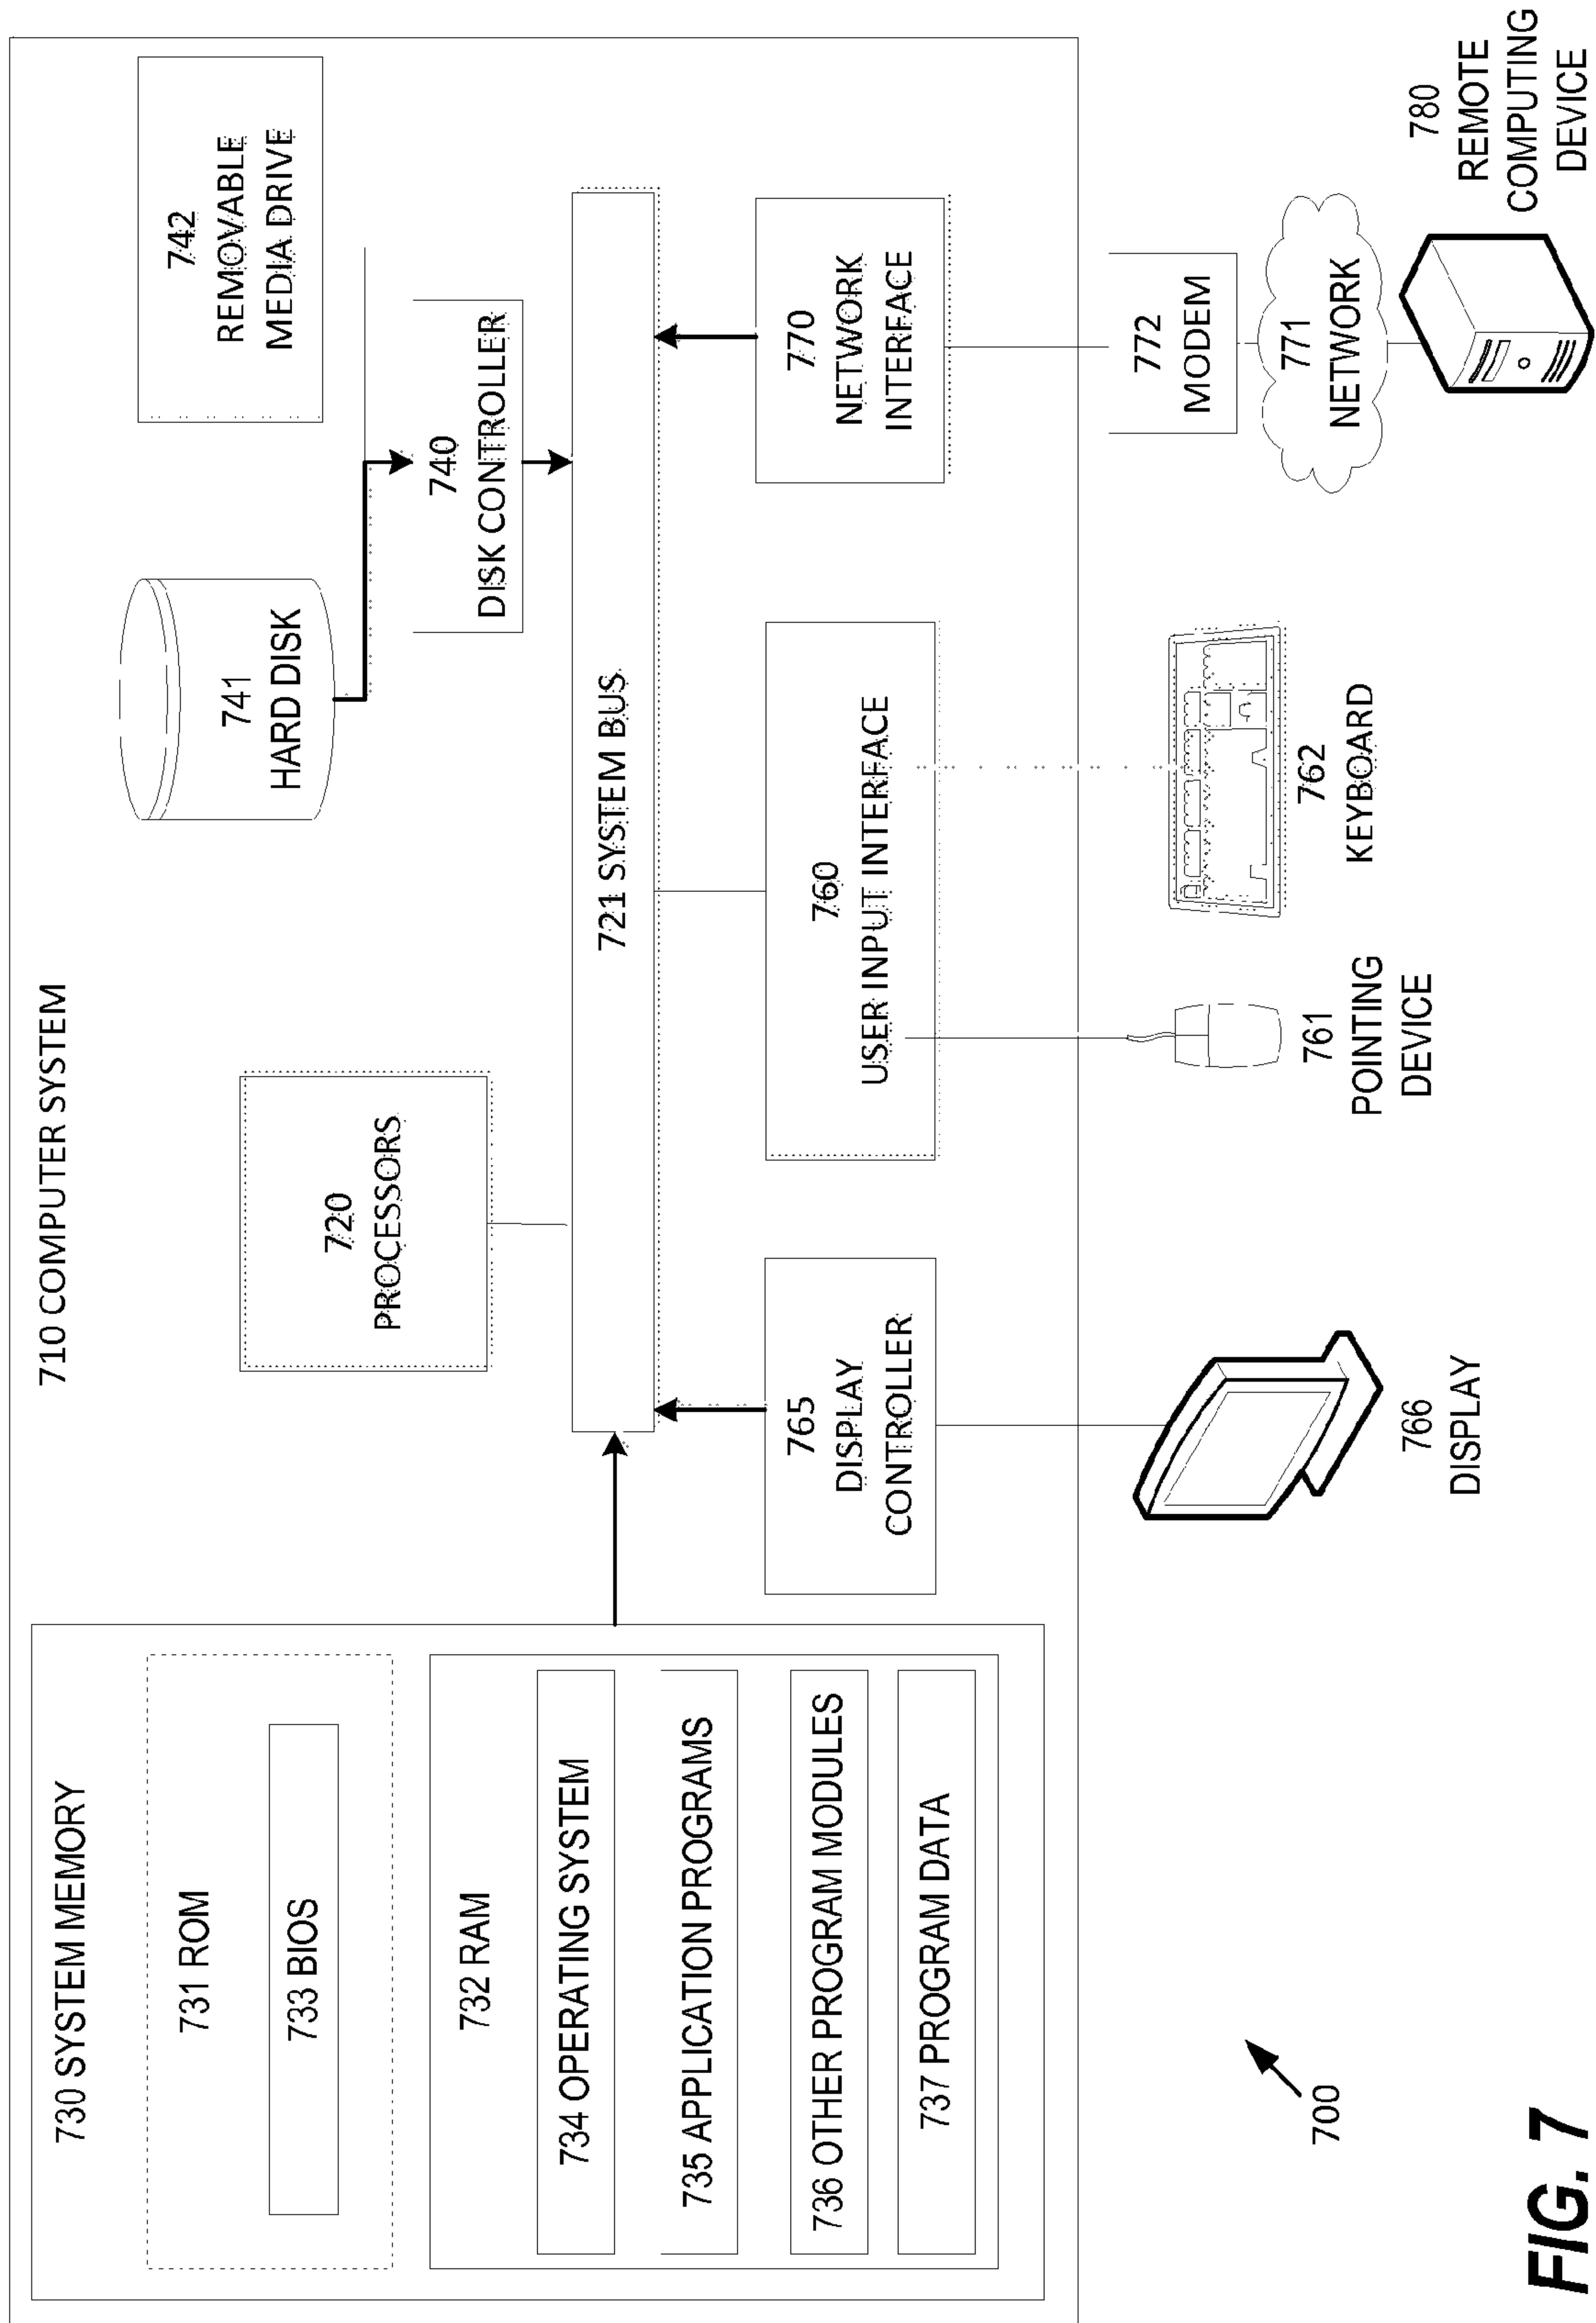 710 COMPUTER SYSTEM
730 SYSTEM MEMORY
731 ROM
733 BIOS
732 RAM
734 OPERATING SYSTEM
735 APPLICATION PROGRAMS
736 OTHER PROGRAM MODULES
737 PROGRAM DATA
720
PROCESSORS
741
HARD DISK
742
REMOVABLE
MEDIA DRIVE
740
DISK CONTROLLER
721 SYSTEM BUS
765
DISPLAY
CONTROLLER
760
USER INPUT INTERFACE
770
NETWORK
INTERFACE
772
MODEM
771
NETWORK
766
DISPLAY
761
POINTING
DEVICE
762
KEYBOARD
780
REMOTE
COMPUTING
DEVICE
700
FIG. 7